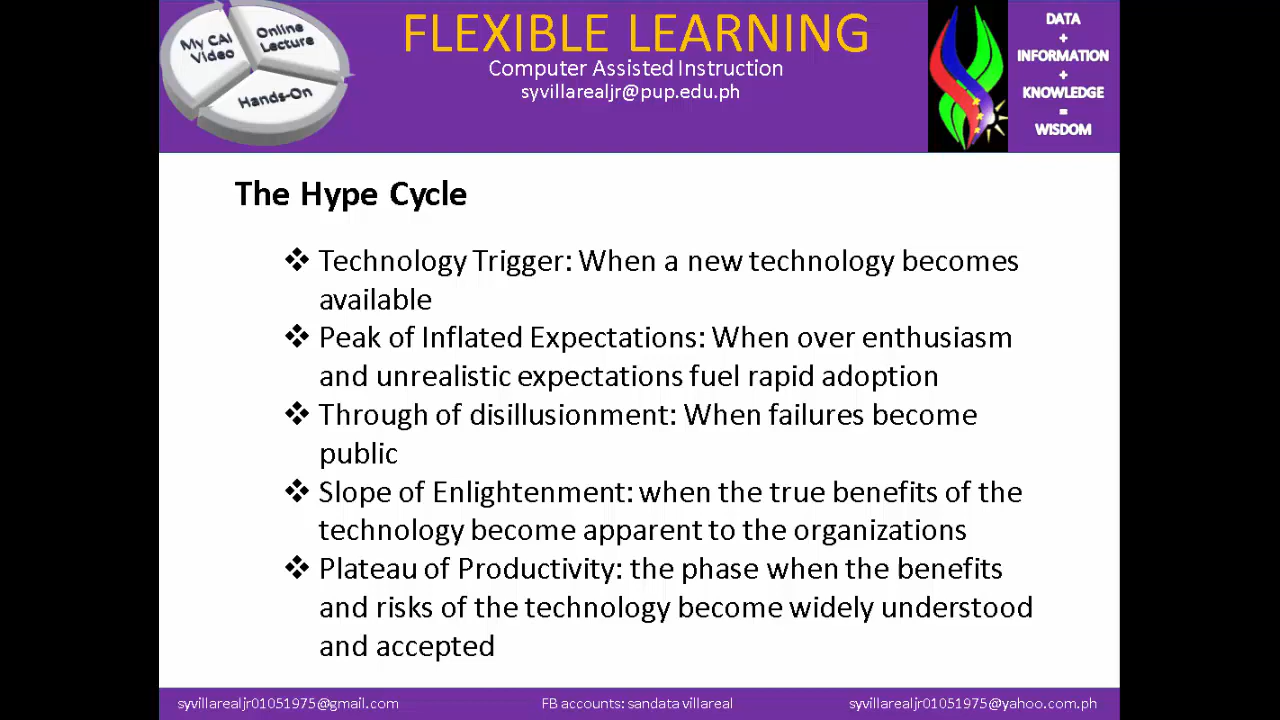 My CAI
Video
Online
Lecture
Hands-On
FLEXIBLE LEARNING
Computer Assisted Instruction
syvillarealjr@pup.edu.ph
DATA
+
INFORMATION
+
KNOWLEDGE
=
WISDOM
The Hype Cycle
❖ Technology Trigger: When a new technology becomes
available
❖ Peak of Inflated Expectations: When over enthusiasm
and unrealistic expectations fuel rapid adoption
❖ Through of disillusionment: When failures become
public
❖ Slope of Enlightenment: when the true benefits of the
technology become apparent to the organizations
❖ Plateau of Productivity: the phase when the benefits
and risks of the technology become widely understood
and accepted
syvillarealjr01051975@gmail.com
FB accounts: sandata villareal
syvillarealjr01051975@yahoo.com.ph